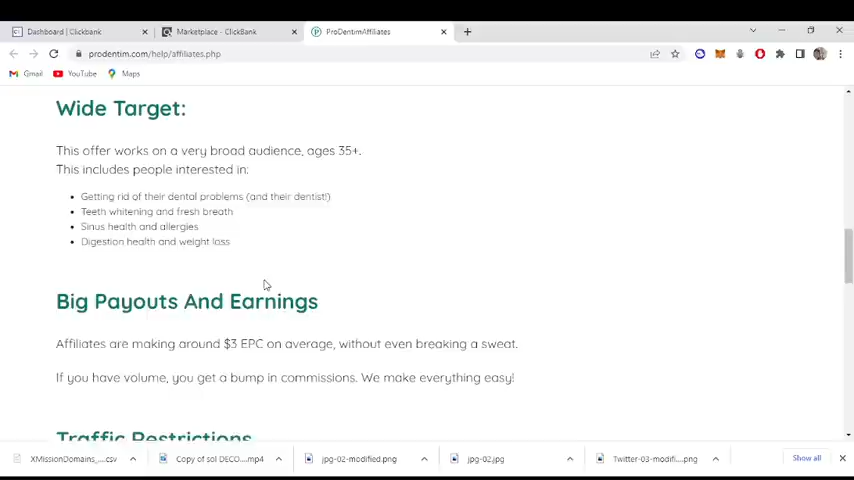 Dashboard | Clickbank
Marketplace - ClickBank
ProDentimAffiliates
prodentim.com/help/affiliates.php
Gmail
YouTube
Maps
Wide Target:
This offer works on a very broad audience, ages 35+.
This includes people interested in:
Getting rid of their dental problems (and their dentist!)
Teeth whitening and fresh breath
Sinus health and allergies
Digestion health and weight loss
Big Payouts And Earnings
Affiliates are making around $3 EPC on average, without even breaking a sweat.
If you have volume, you get a bump in commissions. We make everything easy!
Traffic Restrictions
XMissionDomains_....csv
Copy of sol DECO....mp4
jpg-02-modified.png
jpg-02.jpg
Twitter-03-modifi....png
Show all